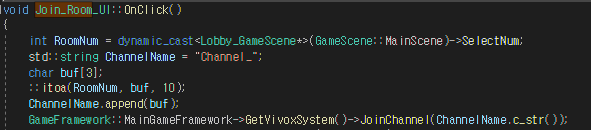 void Join_Room_UI::OnClick()
{
int RoomNum = dynamic_cast<Lobby_GameScene*>(GameScene::MainScene)->SelectNum;
std::string ChannelName = "Channel_";
char buf[3];
::itoa(RoomNum, buf, 10);
ChannelName.append(buf);
GameFramework::MainGameFramework->GetVivoxSystem()->JoinChannel(ChannelName.c_str());